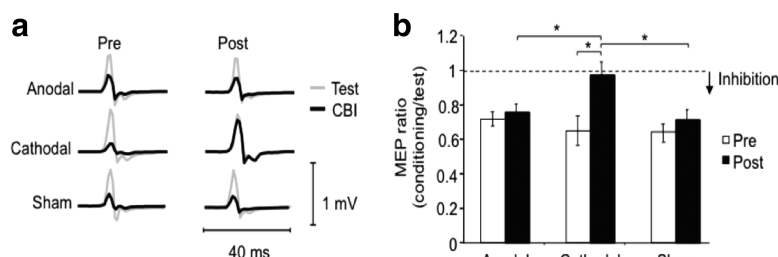 a
Pre Post
Anodal
Test
CBI
Cathodal
Sham
1 mV
40 ms
b
MEP ratio
(conditioning/test)
1.2
1
0.8
0.6
0.4
0.2
0
* * *
Inhibition
Pre
Post